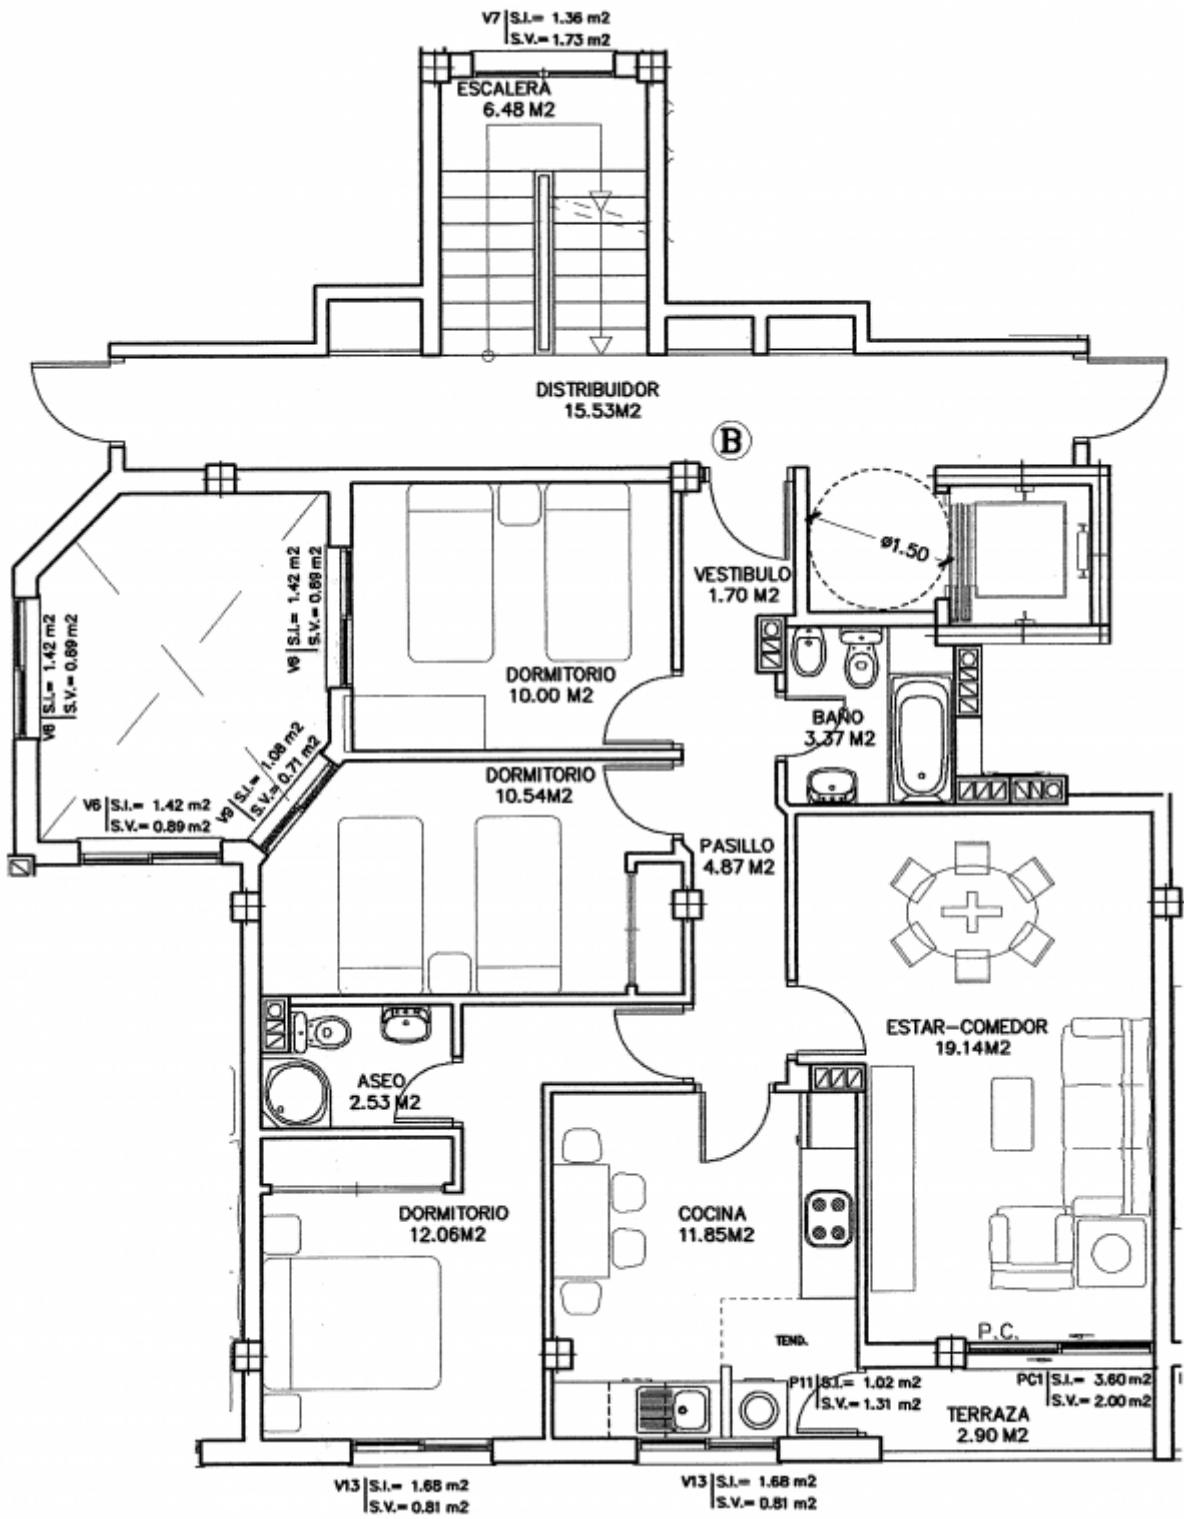 V7 S.I.= 1.36 m2
S.V.= 1.73 m2
ESCALERA
6.48 M2
DISTRIBUIDOR
15.53M2
B
ø1.50
VESTIBULO
1.70 M2
V6 S.I.= 1.42 m2
S.V.= 0.89 m2
V6 S.I.= 1.42 m2
S.V.= 0.89 m2
DORMITORIO
10.00 M2
BAÑO
3.37 M2
V9 S.I.= 1.08 m2
S.V.= 0.71 m2
V6 S.I.= 1.42 m2
S.V.= 0.89 m2
DORMITORIO
10.54M2
PASILLO
4.87 M2
ESTAR-COMEDOR
19.14M2
ASEO
2.53 M2
DORMITORIO
12.06M2
COCINA
11.85M2
TEND.
P.C.
P11 S.I.= 1.02 m2
S.V.= 1.31 m2
PC1 S.I.= 3.60 m2
S.V.= 2.00 m2
TERRAZA
2.90 M2
V13 S.I.= 1.68 m2
S.V.= 0.81 m2
V13 S.I.= 1.68 m2
S.V.= 0.81 m2